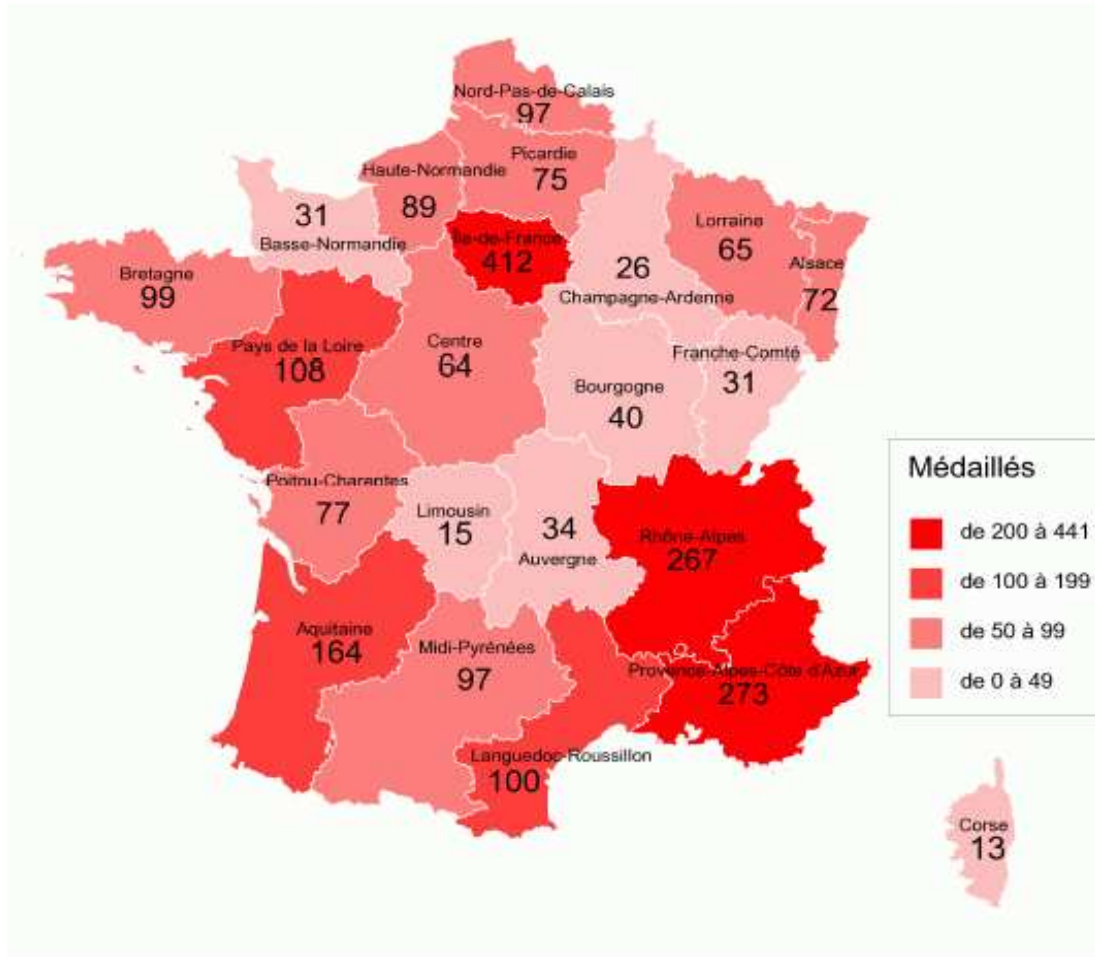 Nord-Pas-de-Calais
97
Picardie
75
Haute-Normandie
89
31
Basse-Normandie
Île-de-France
412
Lorraine
65
Alsace
72
26
Champagne-Ardenne
Bretagne
99
Pays de la Loire
108
Centre
64
Franche-Comté
31
Bourgogne
40
Poitou-Charentes
77
Limousin
15
34
Auvergne
Rhône-Alpes
267
Aquitaine
164
Midi-Pyrénées
97
Provence-Alpes-Côte d'Azur
273
Languedoc-Roussillon
100
Corse
13
Médaillés
de 200 à 441
de 100 à 199
de 50 à 99
de 0 à 49